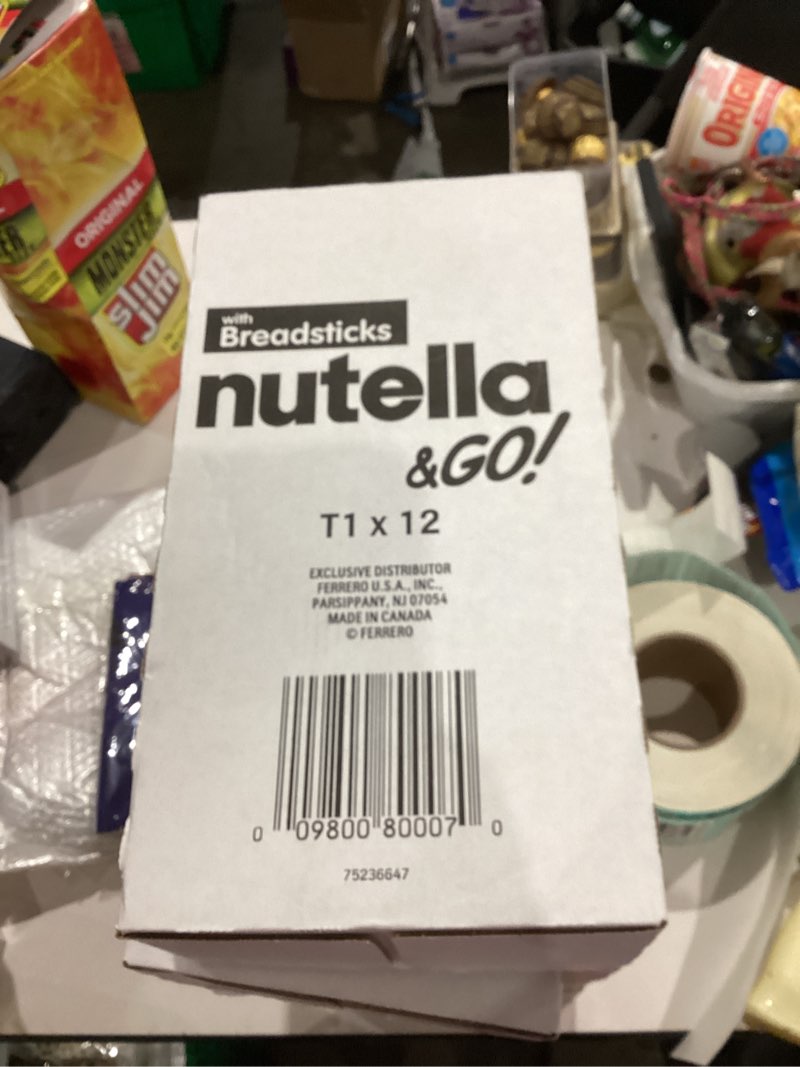 ORIGINAL
MONSTER
slim
jim
ORIGIN
with
Breadsticks
nutella
&GO!
T1 x 12
EXCLUSIVE DISTRIBUTOR
FERRERO U.S.A., INC.,
PARSIPPANY, NJ 07054
MADE IN CANADA
© FERRERO
0 09800 80007 0
75236647